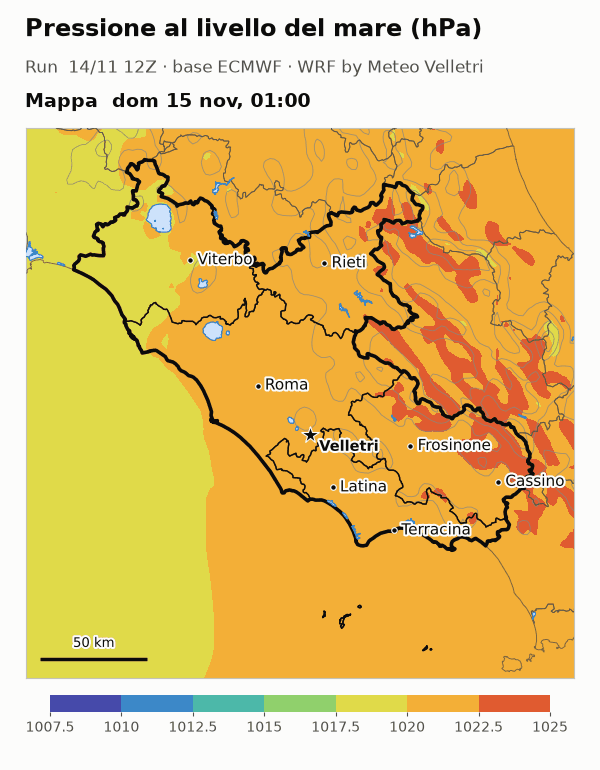 Pressione al livello del mare (hPa)
Run  14/11 12Z · base ECMWF · WRF by Meteo Velletri
Mappa  dom 15 nov, 01:00
Viterbo
Rieti
Roma
Velletri
Frosinone
Latina
Cassino
Terracina
50 km
1007.5 1010 1012.5 1015 1017.5 1020 1022.5 1025